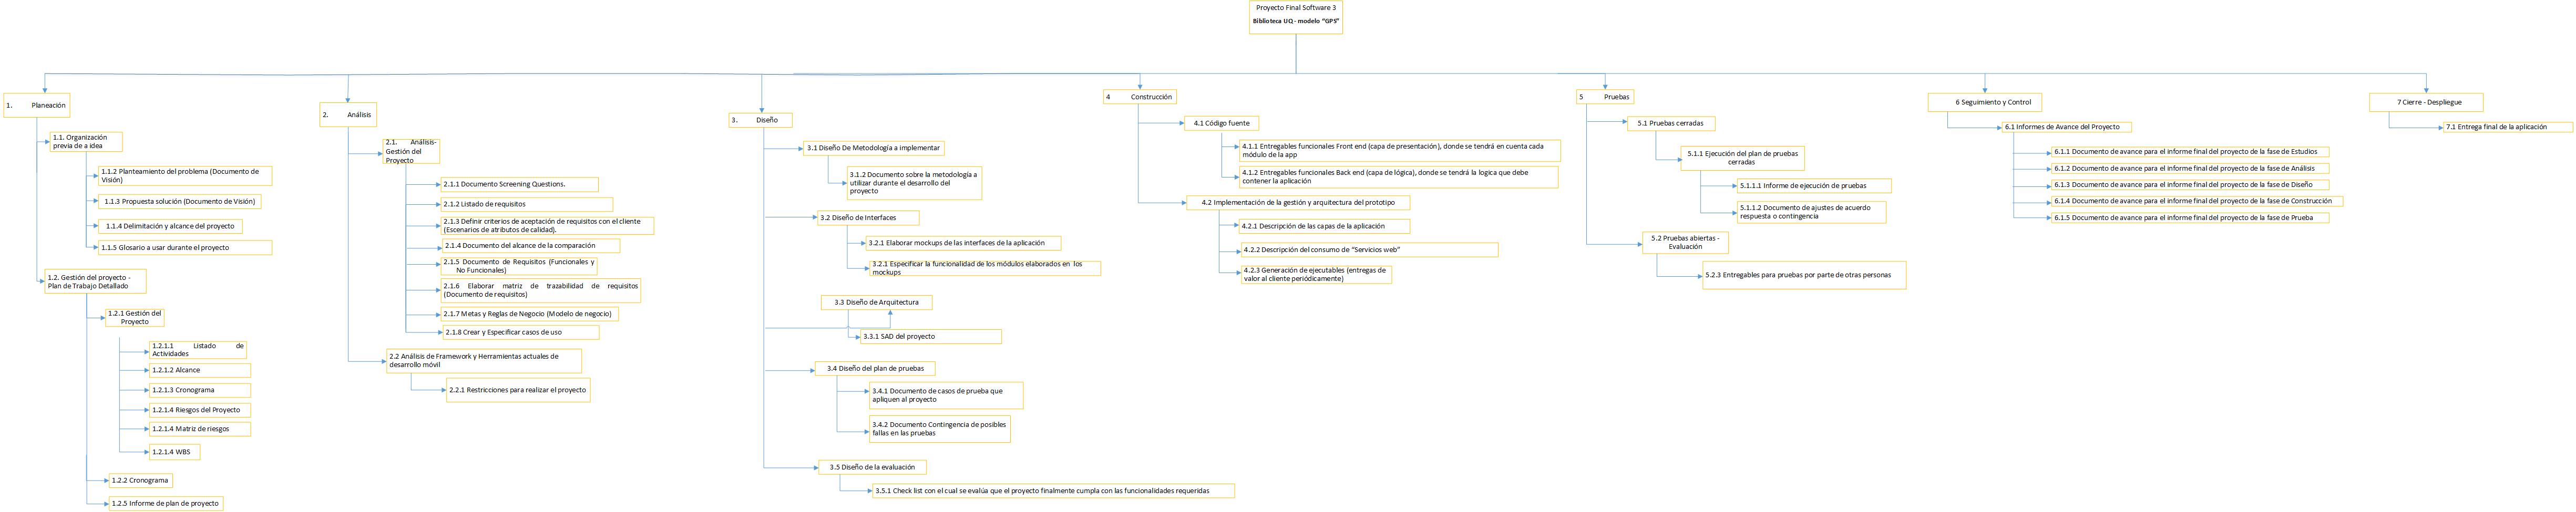 Proyecto Final Software 3
Biblioteca UQ - modelo "GPS"
1. Planeación
1.1. Organización
previa de a idea
1.1.2 Planteamiento del problema (Documento de
Visión)
1.1.3 Propuesta solución (Documento de Visión)
1.1.4 Delimitación y alcance del proyecto
1.1.5 Glosario a usar durante el proyecto
1.2. Gestión del proyecto -
Plan de Trabajo Detallado
1.2.1 Gestión del
Proyecto
1.2.1.1 Listado de
Actividades
1.2.1.2 Alcance
1.2.1.3 Cronograma
1.2.1.4 Riesgos del Proyecto
1.2.1.4 Matriz de riesgos
1.2.1.4 WBS
1.2.2 Cronograma
1.2.5 Informe de plan de proyecto
2. Análisis
2.1. Análisis-
Gestión del
Proyecto
2.1.1 Documento Screening Questions.
2.1.2 Listado de requisitos
2.1.3 Definir criterios de aceptación de requisitos con el cliente
(Escenarios de atributos de calidad).
2.1.4 Documento del alcance de la comparación
2.1.5 Documento de Requisitos (Funcionales y
No Funcionales)
2.1.6 Elaborar matriz de trazabilidad de requisitos
(Documento de requisitos)
2.1.7 Metas y Reglas de Negocio (Modelo de negocio)
2.1.8 Crear y Especificar casos de uso
2.2 Análisis de Framework y Herramientas actuales de
desarrollo móvil
2.2.1 Restricciones para realizar el proyecto
3. Diseño
3.1 Diseño De Metodología a implementar
3.1.2 Documento sobre la metodología a
utilizar durante el desarrollo del
proyecto
3.2 Diseño de Interfaces
3.2.1 Elaborar mockups de las interfaces de la aplicación
3.2.1 Especificar la funcionalidad de los módulos elaborados en los
mockups
3.3 Diseño de Arquitectura
3.3.1 SAD del proyecto
3.4 Diseño del plan de pruebas
3.4.1 Documento de casos de prueba que
apliquen al proyecto
3.4.2 Documento Contingencia de posibles
fallas en las pruebas
3.5 Diseño de la evaluación
3.5.1 Check list con el cual se evalúa que el proyecto finalmente cumpla con las funcionalidades requeridas
4 Construcción
4.1 Código fuente
4.1.1 Entregables funcionales Front end (capa de presentación), donde se tendrá en cuenta cada
módulo de la app
4.1.2 Entregables funcionales Back end (capa de lógica), donde se tendrá la logica que debe
contener la aplicación
4.2 Implementación de la gestión y arquitectura del prototipo
4.2.1 Descripción de las capas de la aplicación
4.2.2 Descripción del consumo de "Servicios web"
4.2.3 Generación de ejecutables (entregas de
valor al cliente periódicamente)
5 Pruebas
5.1 Pruebas cerradas
5.1.1 Ejecución del plan de pruebas
cerradas
5.1.1.1 Informe de ejecución de pruebas
5.1.1.2 Documento de ajustes de acuerdo
respuesta o contingencia
5.2 Pruebas abiertas -
Evaluación
5.2.3 Entregables para pruebas por parte de otras personas
6 Seguimiento y Control
6.1 Informes de Avance del Proyecto
6.1.1 Documento de avance para el informe final del proyecto de la fase de Estudios
6.1.2 Documento de avance para el informe final del proyecto de la fase de Análisis
6.1.3 Documento de avance para el informe final del proyecto de la fase de Diseño
6.1.4 Documento de avance para el informe final del proyecto de la fase de Construcción
6.1.5 Documento de avance para el informe final del proyecto de la fase de Prueba
7 Cierre - Despliegue
7.1 Entrega final de la aplicación